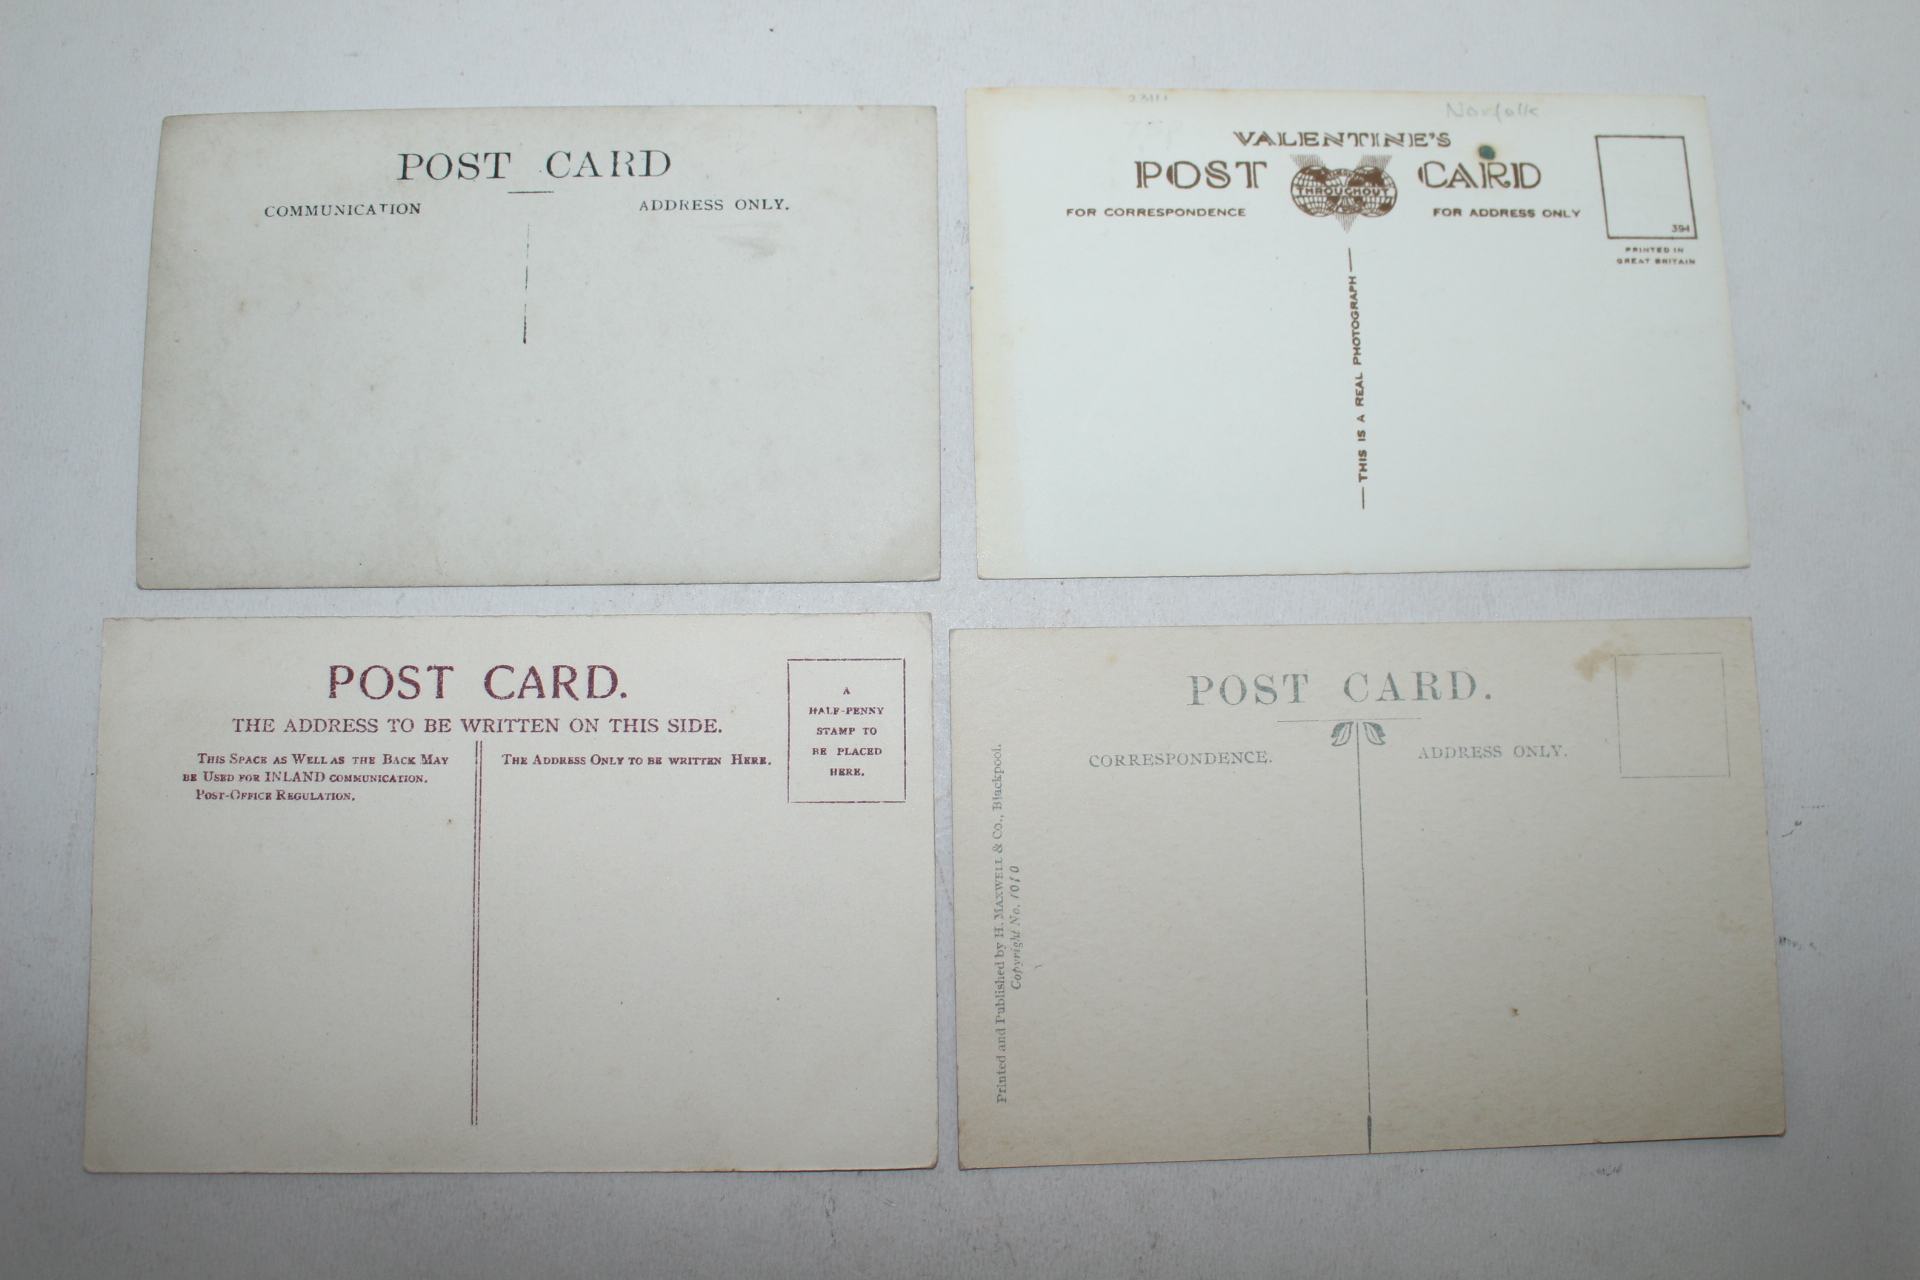 POST CARD
COMMUNICATION
ADDRESS ONLY.
23111
Norfolk
VALENTINE'S
POST CARD
THROUGHOUT
FOR CORRESPONDENCE
FOR ADDRESS ONLY
394
PRINTED IN
GREAT BRITAIN
THIS IS A REAL PHOTOGRAPH
POST CARD.
THE ADDRESS TO BE WRITTEN ON THIS SIDE.
THIS SPACE AS WELL AS THE BACK MAY
BE USED FOR INLAND COMMUNICATION.
POST-OFFICE REGULATION.
THE ADDRESS ONLY TO BE WRITTEN HERE.
A
HALF-PENNY
STAMP TO
BE PLACED
HERE.
POST CARD.
CORRESPONDENCE.
ADDRESS ONLY.
Printed and Published by H. MAXWELL & Co., Blackpool.
Copyright No. 1010